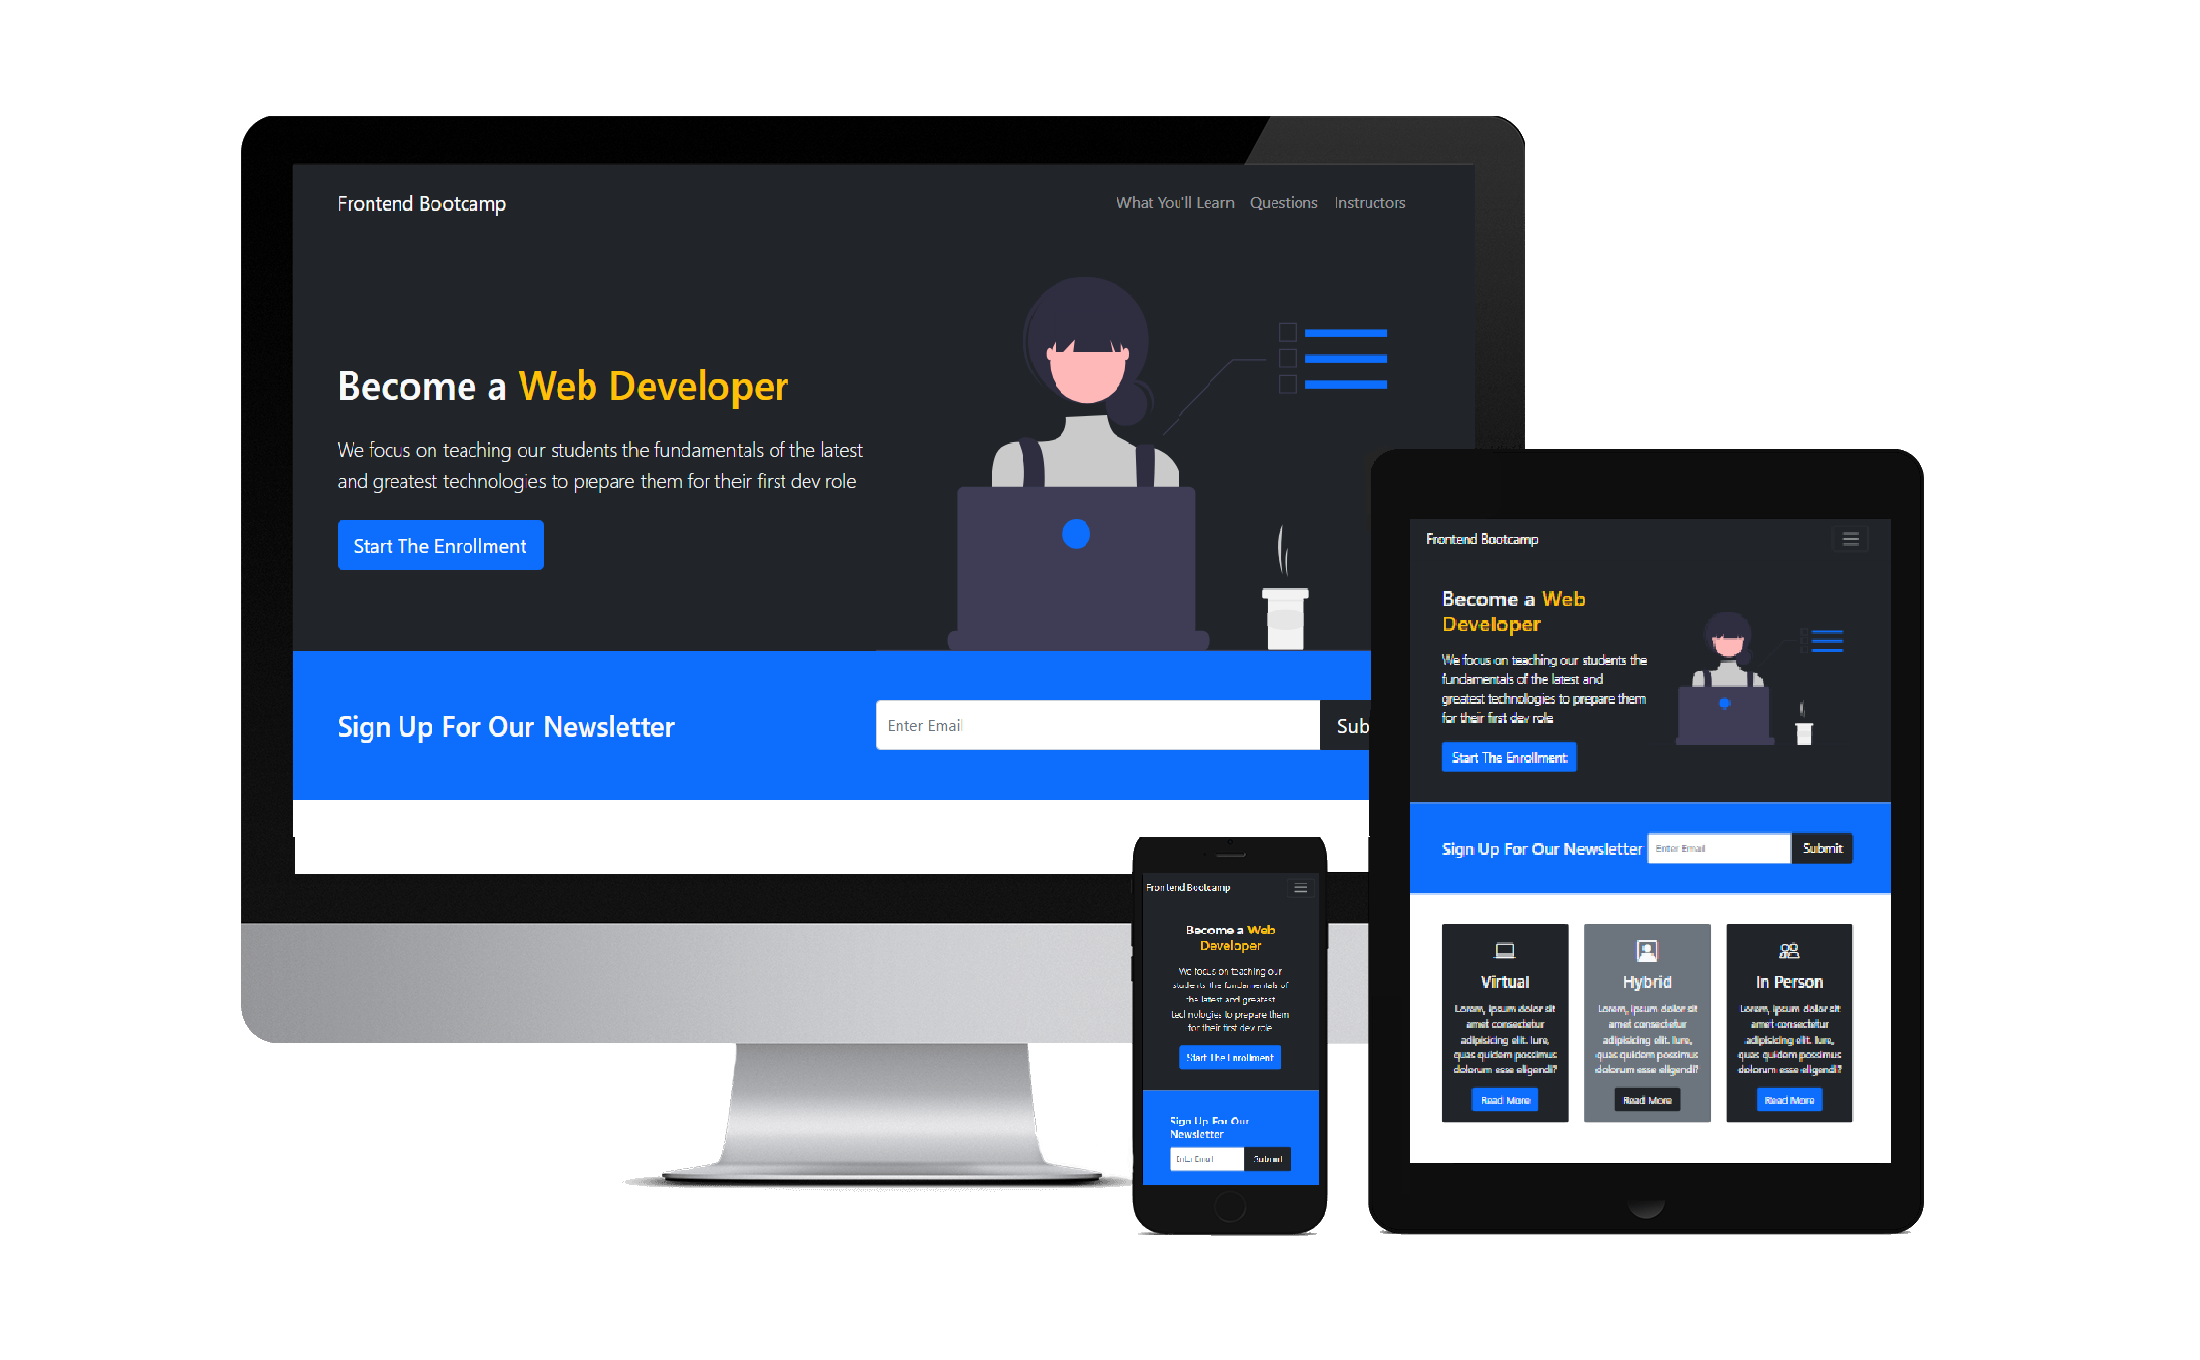 Frontend Bootcamp
What You'll Learn Questions Instructors
Become a Web Developer
We focus on teaching our students the fundamentals of the latest
and greatest technologies to prepare them for their first dev role
Start The Enrollment
Sign Up For Our Newsletter
Enter Email
Sub
Frontend Bootcamp
Become a Web
Developer
We focus on teaching our
students the fundamentals of
the latest and greatest
technologies to prepare them
for their first dev role
Start The Enrollment
Sign Up For Our
Newsletter
Enter Email
Submit
Frontend Bootcamp
Become a Web
Developer
We focus on teaching our students the
fundamentals of the latest and
greatest technologies to prepare them
for their first dev role
Start The Enrollment
Sign Up For Our Newsletter
Enter Email
Submit
Virtual
Lorem, ipsum dolor sit
amet consectetur
adipisicing elit. Iure,
quas quidem possimus
dolorum esse eligendi?
Read More
Hybrid
Lorem, ipsum dolor sit
amet consectetur
adipisicing elit. Iure,
quas quidem possimus
dolorum esse eligendi?
Read More
In Person
Lorem, ipsum dolor sit
amet consectetur
adipisicing elit. Iure,
quas quidem possimus
dolorum esse eligendi?
Read More